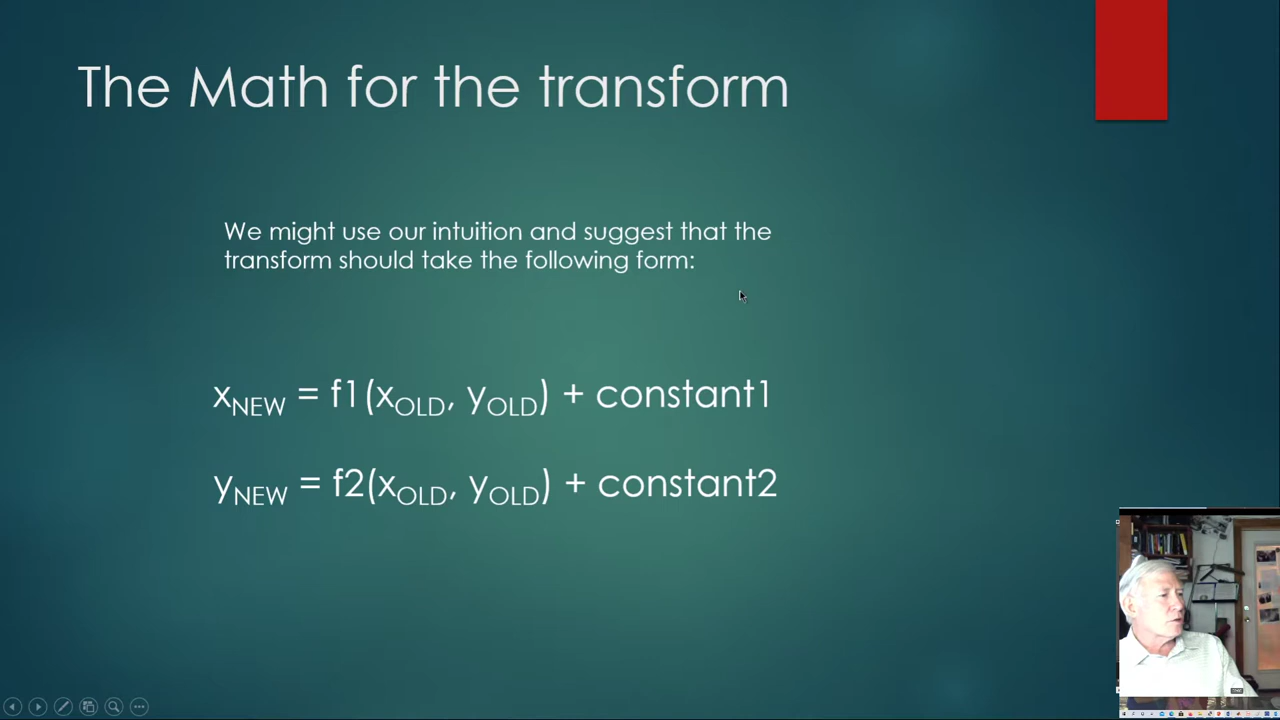 The Math for the transform
We might use our intuition and suggest that the
transform should take the following form:
xNEW = f1(xOLD, yOLD) + constant1
yNEW = f2(xOLD, yOLD) + constant2